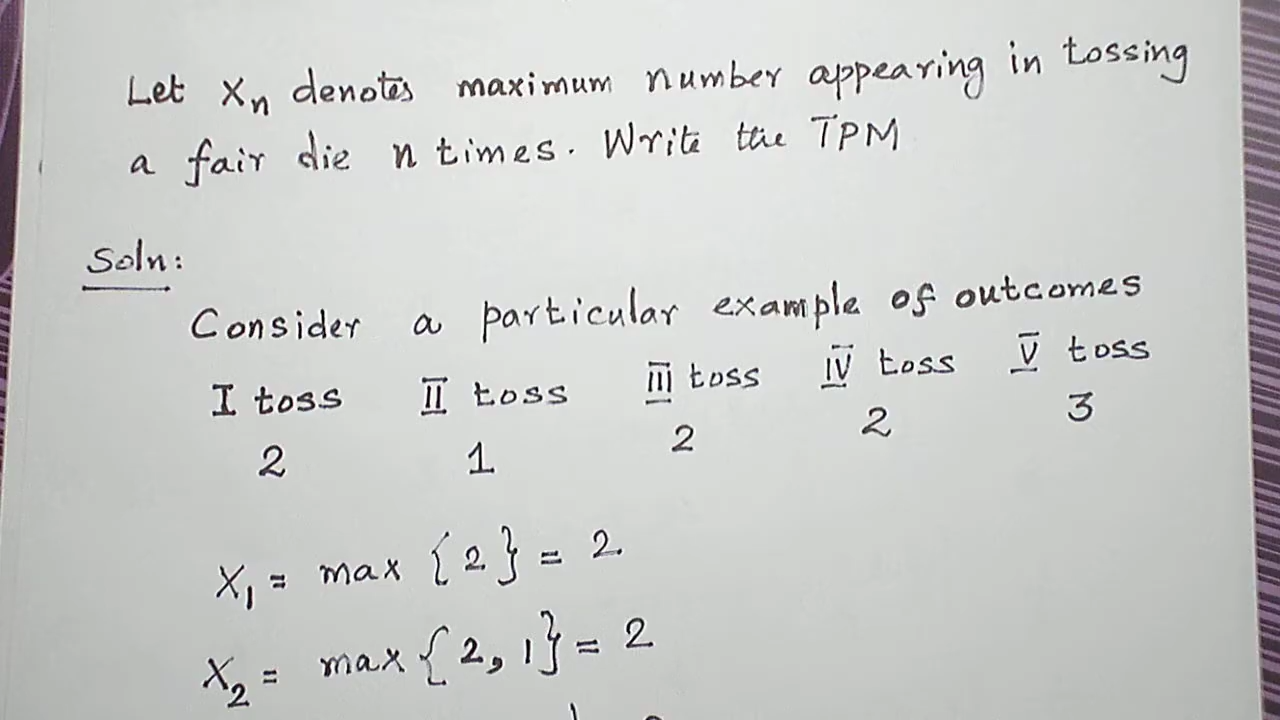 Let Xn denotes maximum number appearing in tossing
a fair die n times. Write the TPM
Soln:
Consider a particular example of outcomes
I toss II toss III toss IV toss V toss
2 1 2 2 3
X1 = max {2} = 2
X2 = max {2, 1} = 2